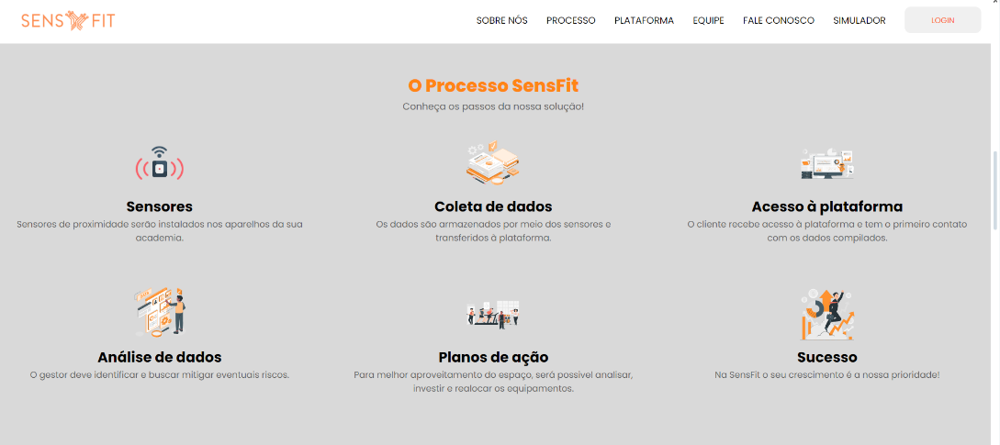 SENS FIT
SOBRE NÓS
PROCESSO
PLATAFORMA
EQUIPE
FALE CONOSCO
SIMULADOR
LOGIN
O Processo SensFit
Conheça os passos da nossa solução!
Sensores
Sensores de proximidade serão instalados nos aparelhos da sua
academia.
Coleta de dados
Os dados são armazenados por meio dos sensores e
transferidos à plataforma.
Acesso à plataforma
O cliente recebe acesso à plataforma e tem o primeiro contato
com os dados compilados.
Análise de dados
O gestor deve identificar e buscar mitigar eventuais riscos.
Planos de ação
Para melhor aproveitamento do espaço, será possivel analisar,
investir e realocar os equipamentos.
Sucesso
Na SensFit o seu crescimento é a nossa prioridade!